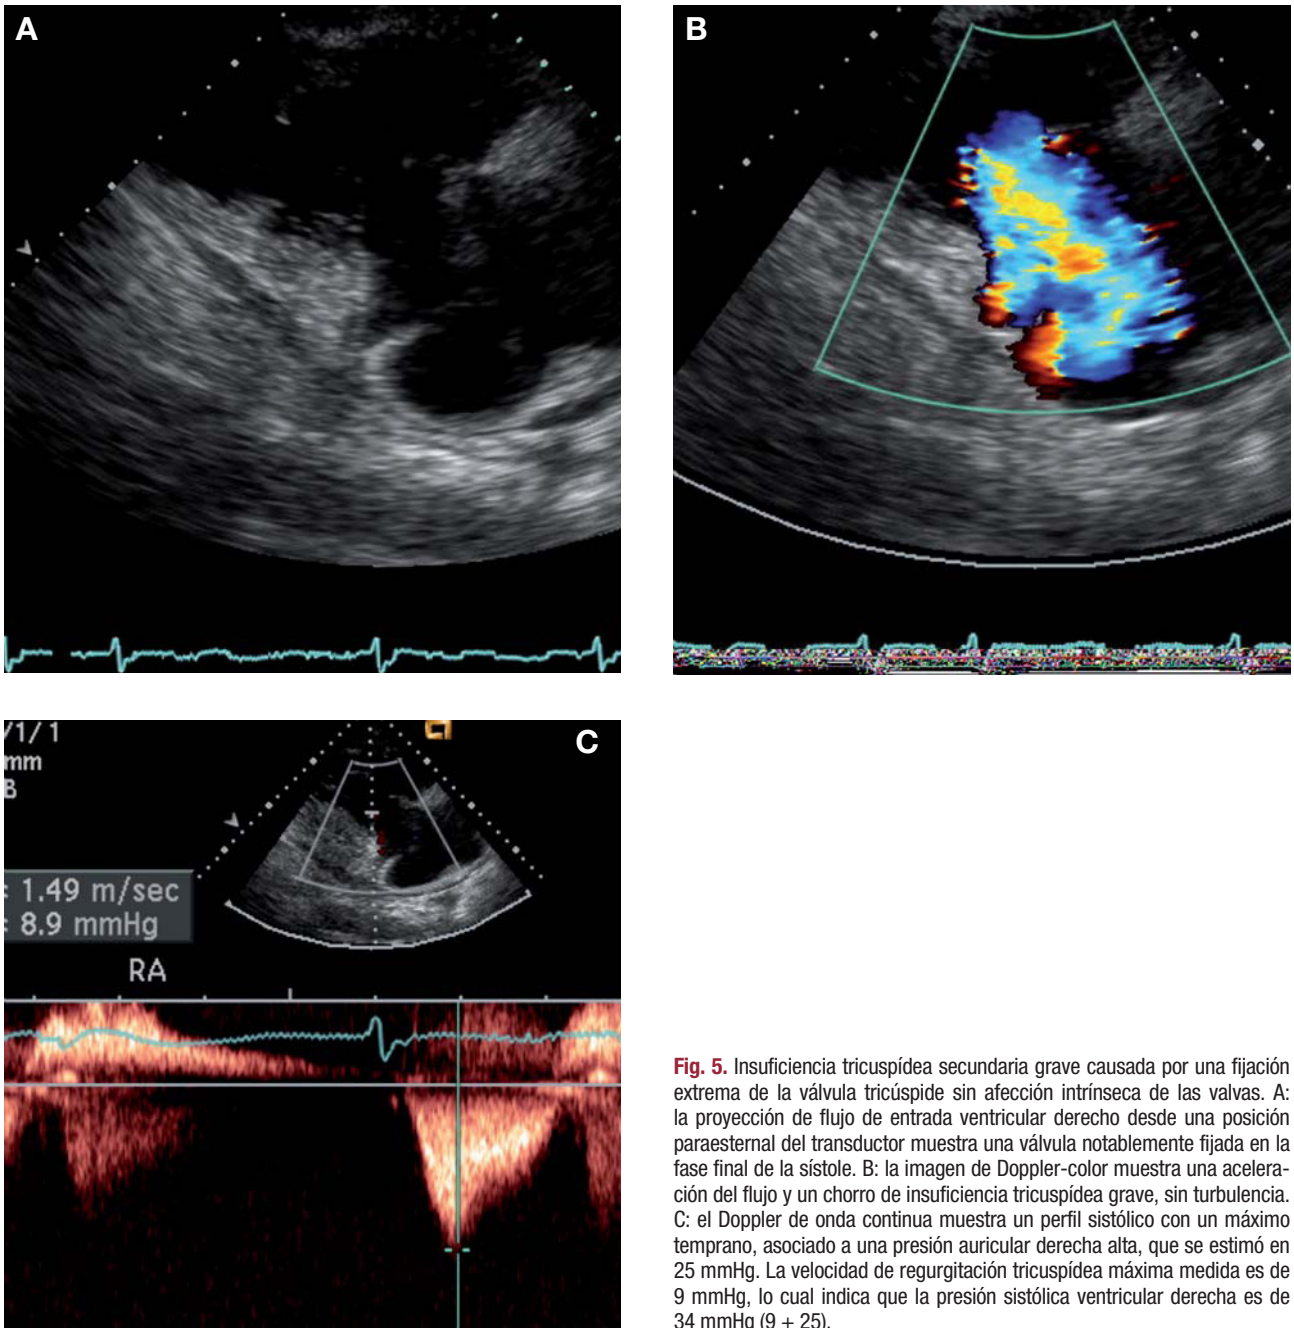 A
B
/1/1
mm
B
C
: 1.49 m/sec
: 8.9 mmHg
RA
Fig. 5. Insuficiencia tricuspídea secundaria grave causada por una fijación
extrema de la válvula tricúspide sin afección intrínseca de las valvas. A:
la proyección de flujo de entrada ventricular derecho desde una posición
paraesternal del transductor muestra una válvula notablemente fijada en la
fase final de la sístole. B: la imagen de Doppler-color muestra una acelera-
ción del flujo y un chorro de insuficiencia tricuspídea grave, sin turbulencia.
C: el Doppler de onda continua muestra un perfil sistólico con un máximo
temprano, asociado a una presión auricular derecha alta, que se estimó en
25 mmHg. La velocidad de regurgitación tricuspídea máxima medida es de
9 mmHg, lo cual indica que la presión sistólica ventricular derecha es de
34 mmHg (9 + 25).